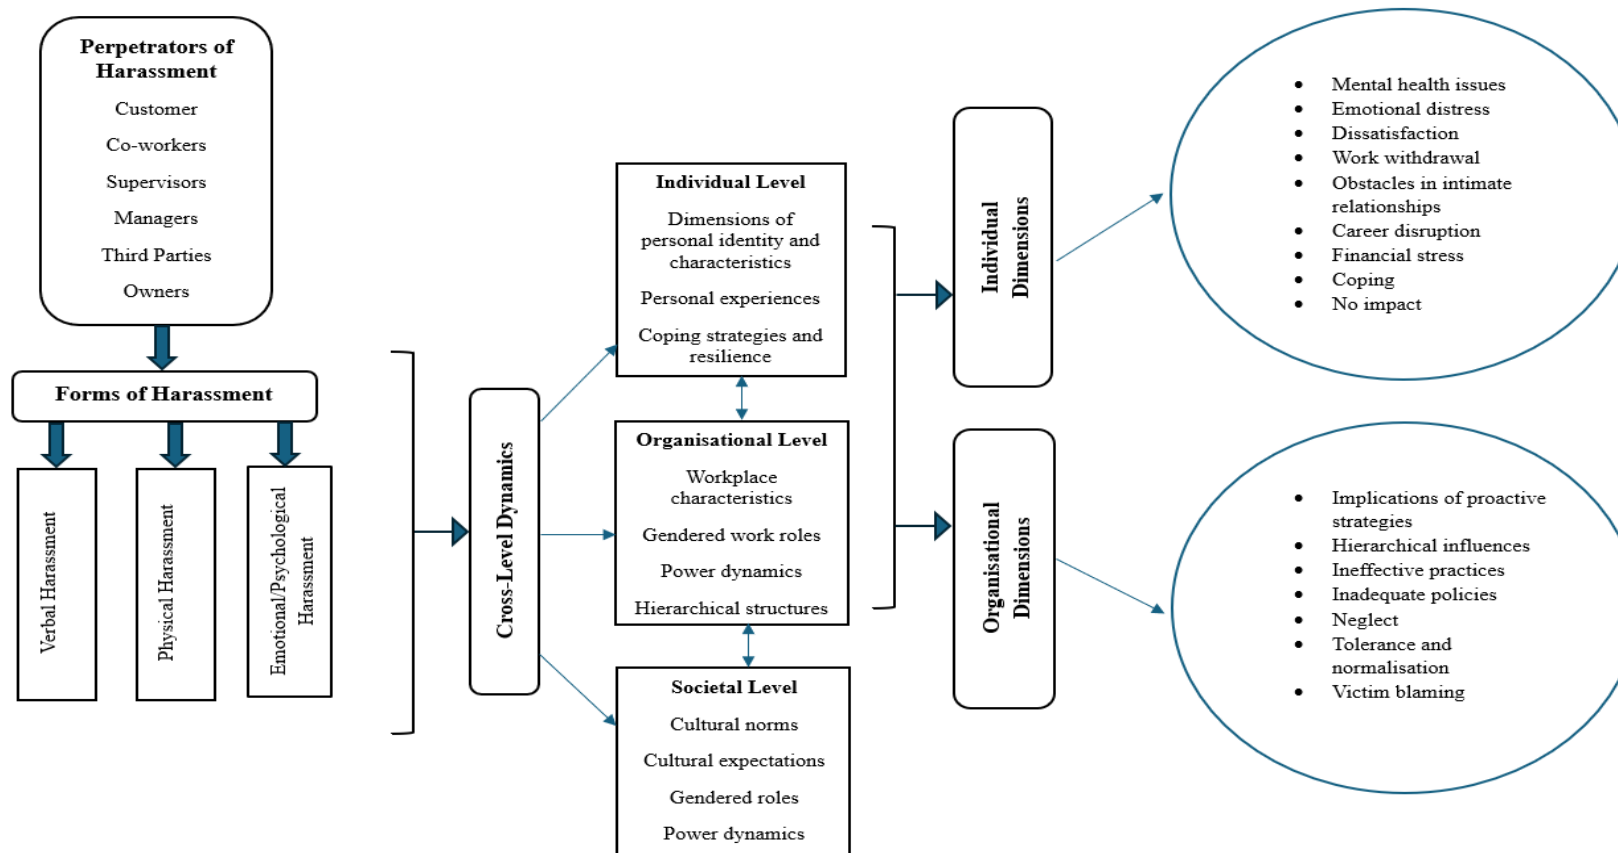 Perpetrators of
Harassment
Customer
Co-workers
Supervisors
Managers
Third Parties
Owners
Forms of Harassment
Verbal Harassment
Physical Harassment
Emotional/Psychological
Harassment
Cross-Level Dynamics
Individual Level
Dimensions of
personal identity and
characteristics
Personal experiences
Coping strategies and
resilience
Organisational Level
Workplace
characteristics
Gendered work roles
Power dynamics
Hierarchical structures
Societal Level
Cultural norms
Cultural expectations
Gendered roles
Power dynamics
Individual
Dimensions
Organisational
Dimensions
• Mental health issues
• Emotional distress
• Dissatisfaction
• Work withdrawal
• Obstacles in intimate
relationships
• Career disruption
• Financial stress
• Coping
• No impact
• Implications of proactive
strategies
• Hierarchical influences
• Ineffective practices
• Inadequate policies
• Neglect
• Tolerance and
normalisation
• Victim blaming